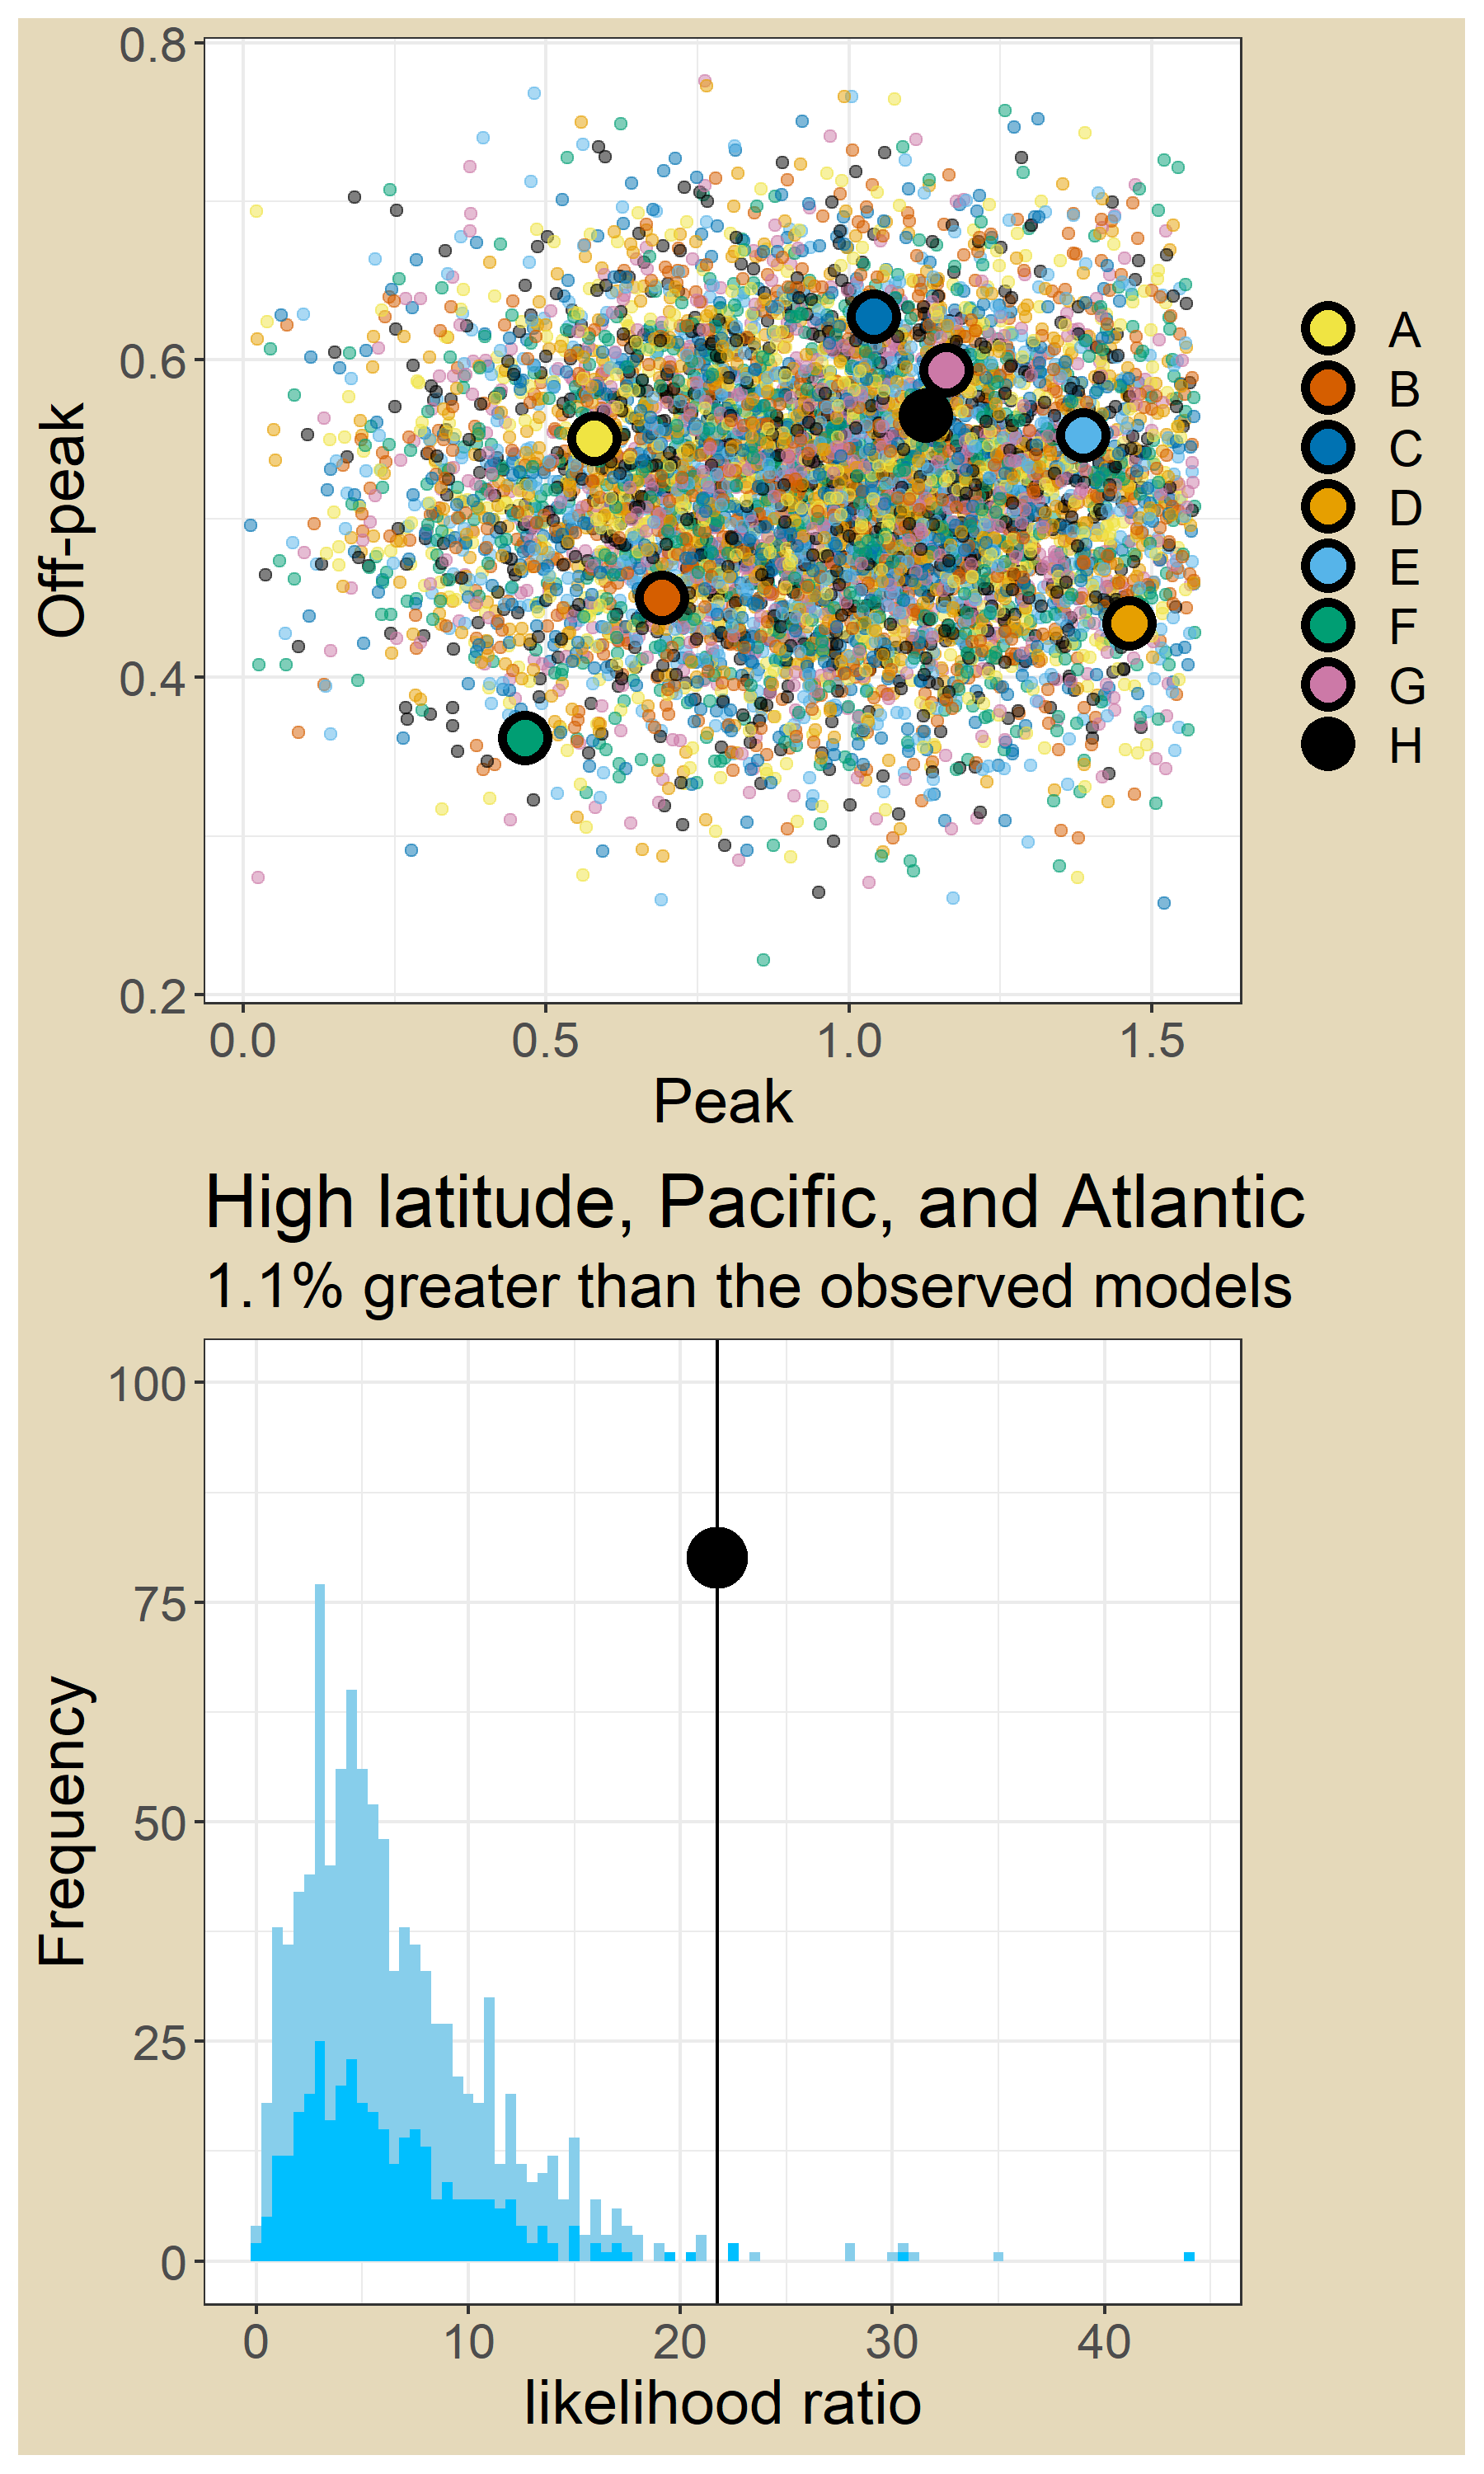 0.8
0.6
0.4
0.2
Off-peak
0.0 0.5 1.0 1.5
Peak
A
B
C
D
E
F
G
H
High latitude, Pacific, and Atlantic
1.1% greater than the observed models
100
75
50
25
0
Frequency
0 10 20 30 40
likelihood ratio